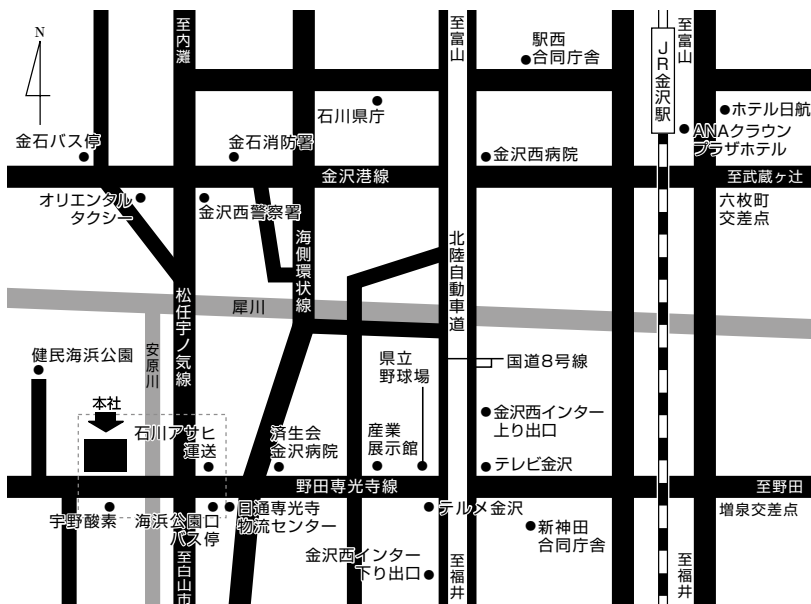 N
至内灘
至富山
駅西
合同庁舎
JR金沢駅
至富山
ホテル日航
ANAクラウン
プラザホテル
石川県庁
金石バス停
金石消防署
金沢西病院
金沢港線
至武蔵ヶ辻
オリエンタル
タクシー
金沢西警察署
六枚町
交差点
海側環状線
北陸自動車道
松任宇ノ気線
犀川
安原川
健民海浜公園
県立
野球場
国道8号線
本社
石川アサヒ
運送
済生会
金沢病院
産業
展示館
金沢西インター
上り出口
テレビ金沢
野田専光寺線
至野田
宇野酸素
海浜公園口
バス停
日通専光寺
物流センター
テルメ金沢
新神田
合同庁舎
増泉交差点
金沢西インター
下り出口
至白山市
至福井
至福井